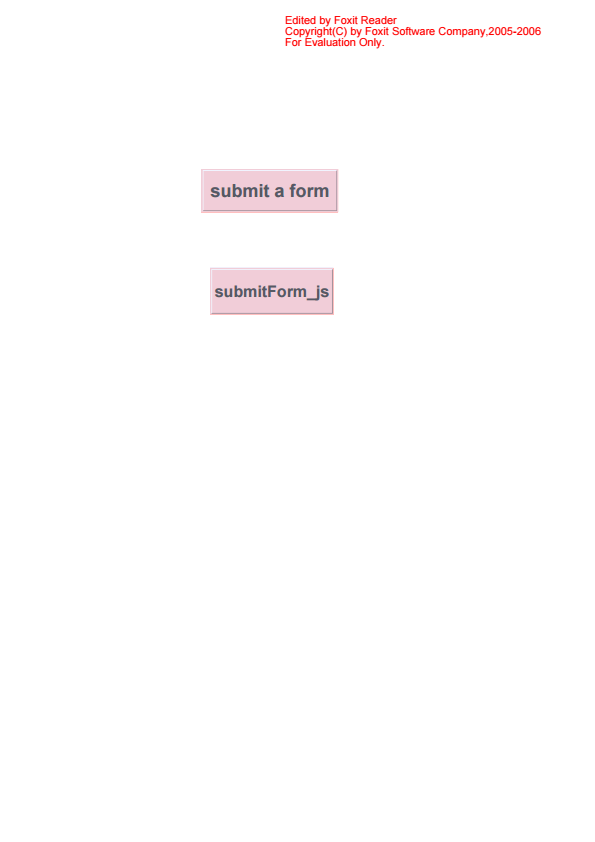 Edited by Foxit Reader
Copyright(C) by Foxit Software Company,2005-2006
For Evaluation Only.
submit a form
submitForm_js